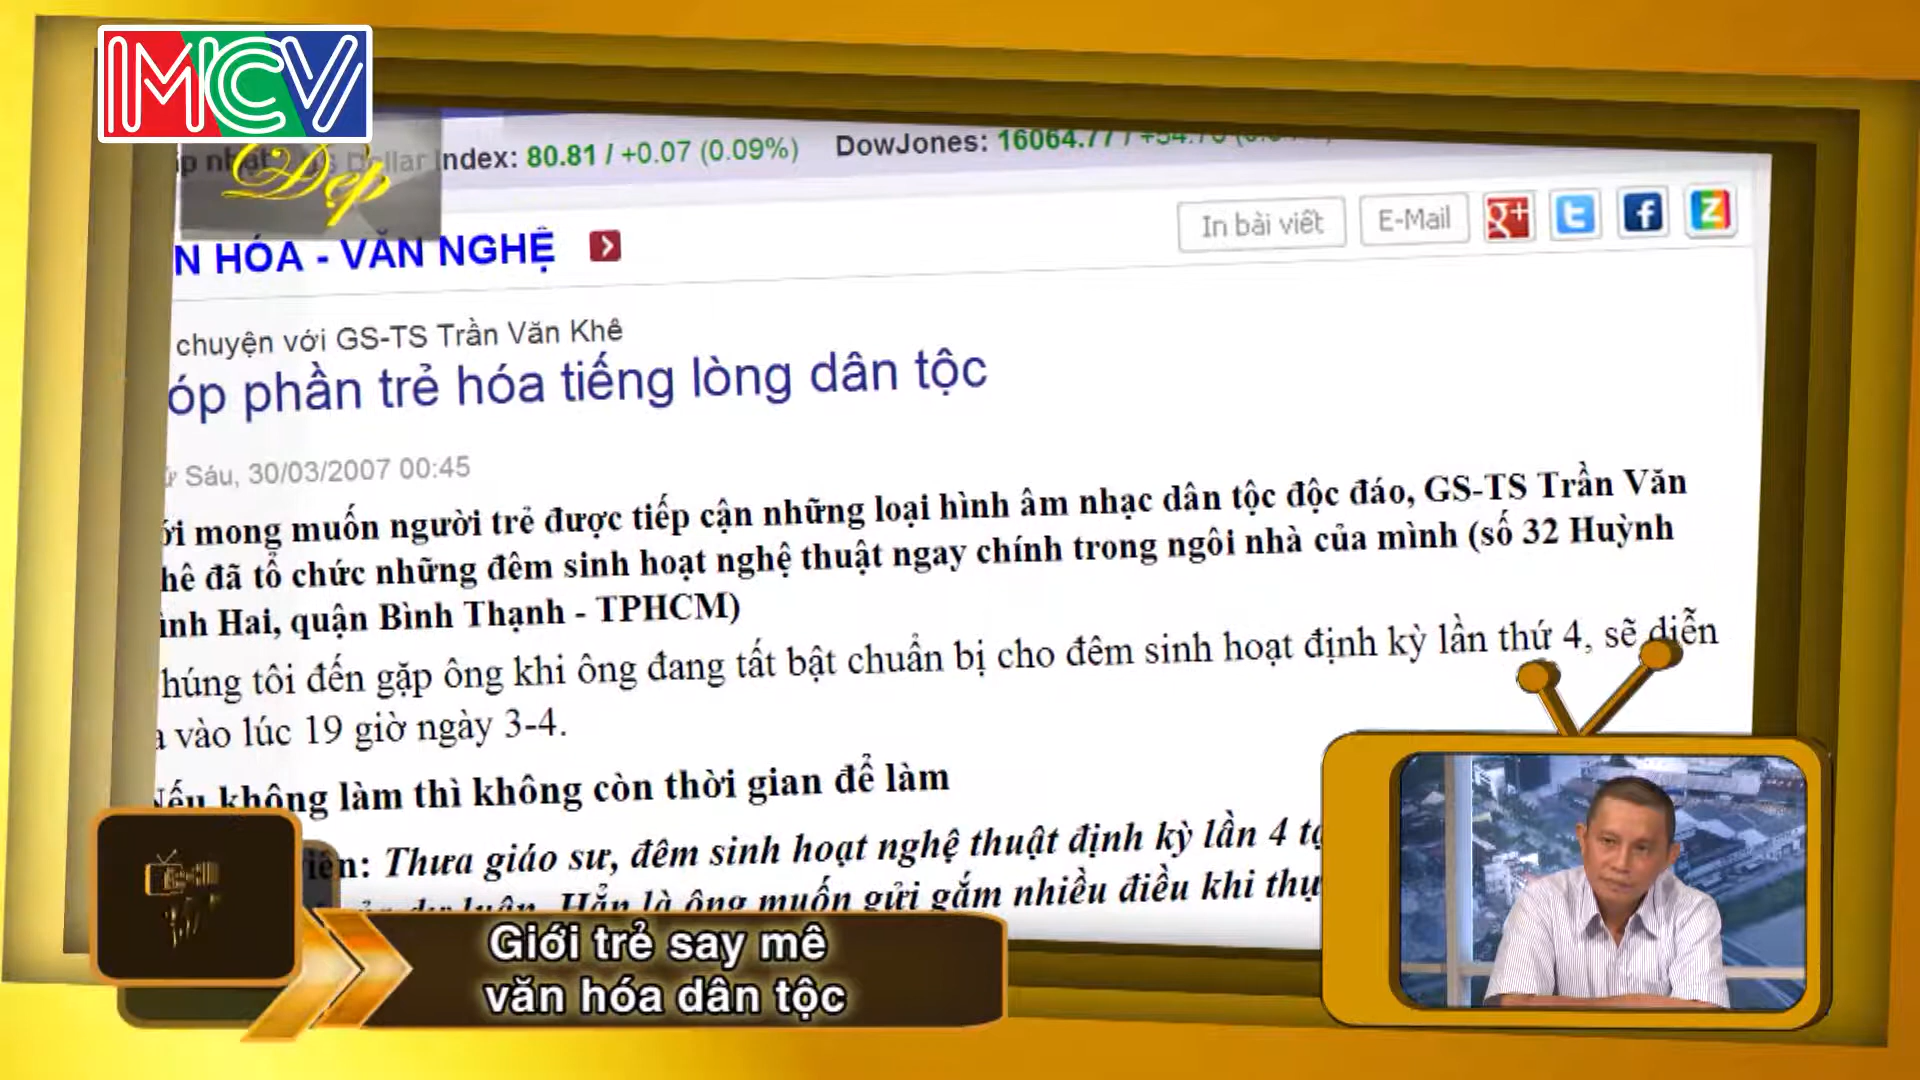 MCV
Đẹp
Index: 80.81 / +0.07 (0.09%) DowJones: 16064.77 /
N HÓA - VĂN NGHỆ
In bài viết E-Mail g+ t f Z
chuyện với GS-TS Trần Văn Khê
óp phần trẻ hóa tiếng lòng dân tộc
Sáu, 30/03/2007 00:45
ới mong muốn người trẻ được tiếp cận những loại hình âm nhạc dân tộc độc đáo, GS-TS Trần Văn
hê đã tổ chức những đêm sinh hoạt nghệ thuật ngay chính trong ngôi nhà của mình (số 32 Huỳnh
ình Hai, quận Bình Thạnh - TPHCM)
húng tôi đến gặp ông khi ông đang tất bật chuẩn bị cho đêm sinh hoạt định kỳ lần thứ 4, sẽ diễn
a vào lúc 19 giờ ngày 3-4.
Nếu không làm thì không còn thời gian để làm
iên: Thưa giáo sư, đêm sinh hoạt nghệ thuật định kỳ lần 4 tạ
dư luận. Hẳn là ông muốn gửi gắm nhiều điều khi thự
Giới trẻ say mê
văn hóa dân tộc